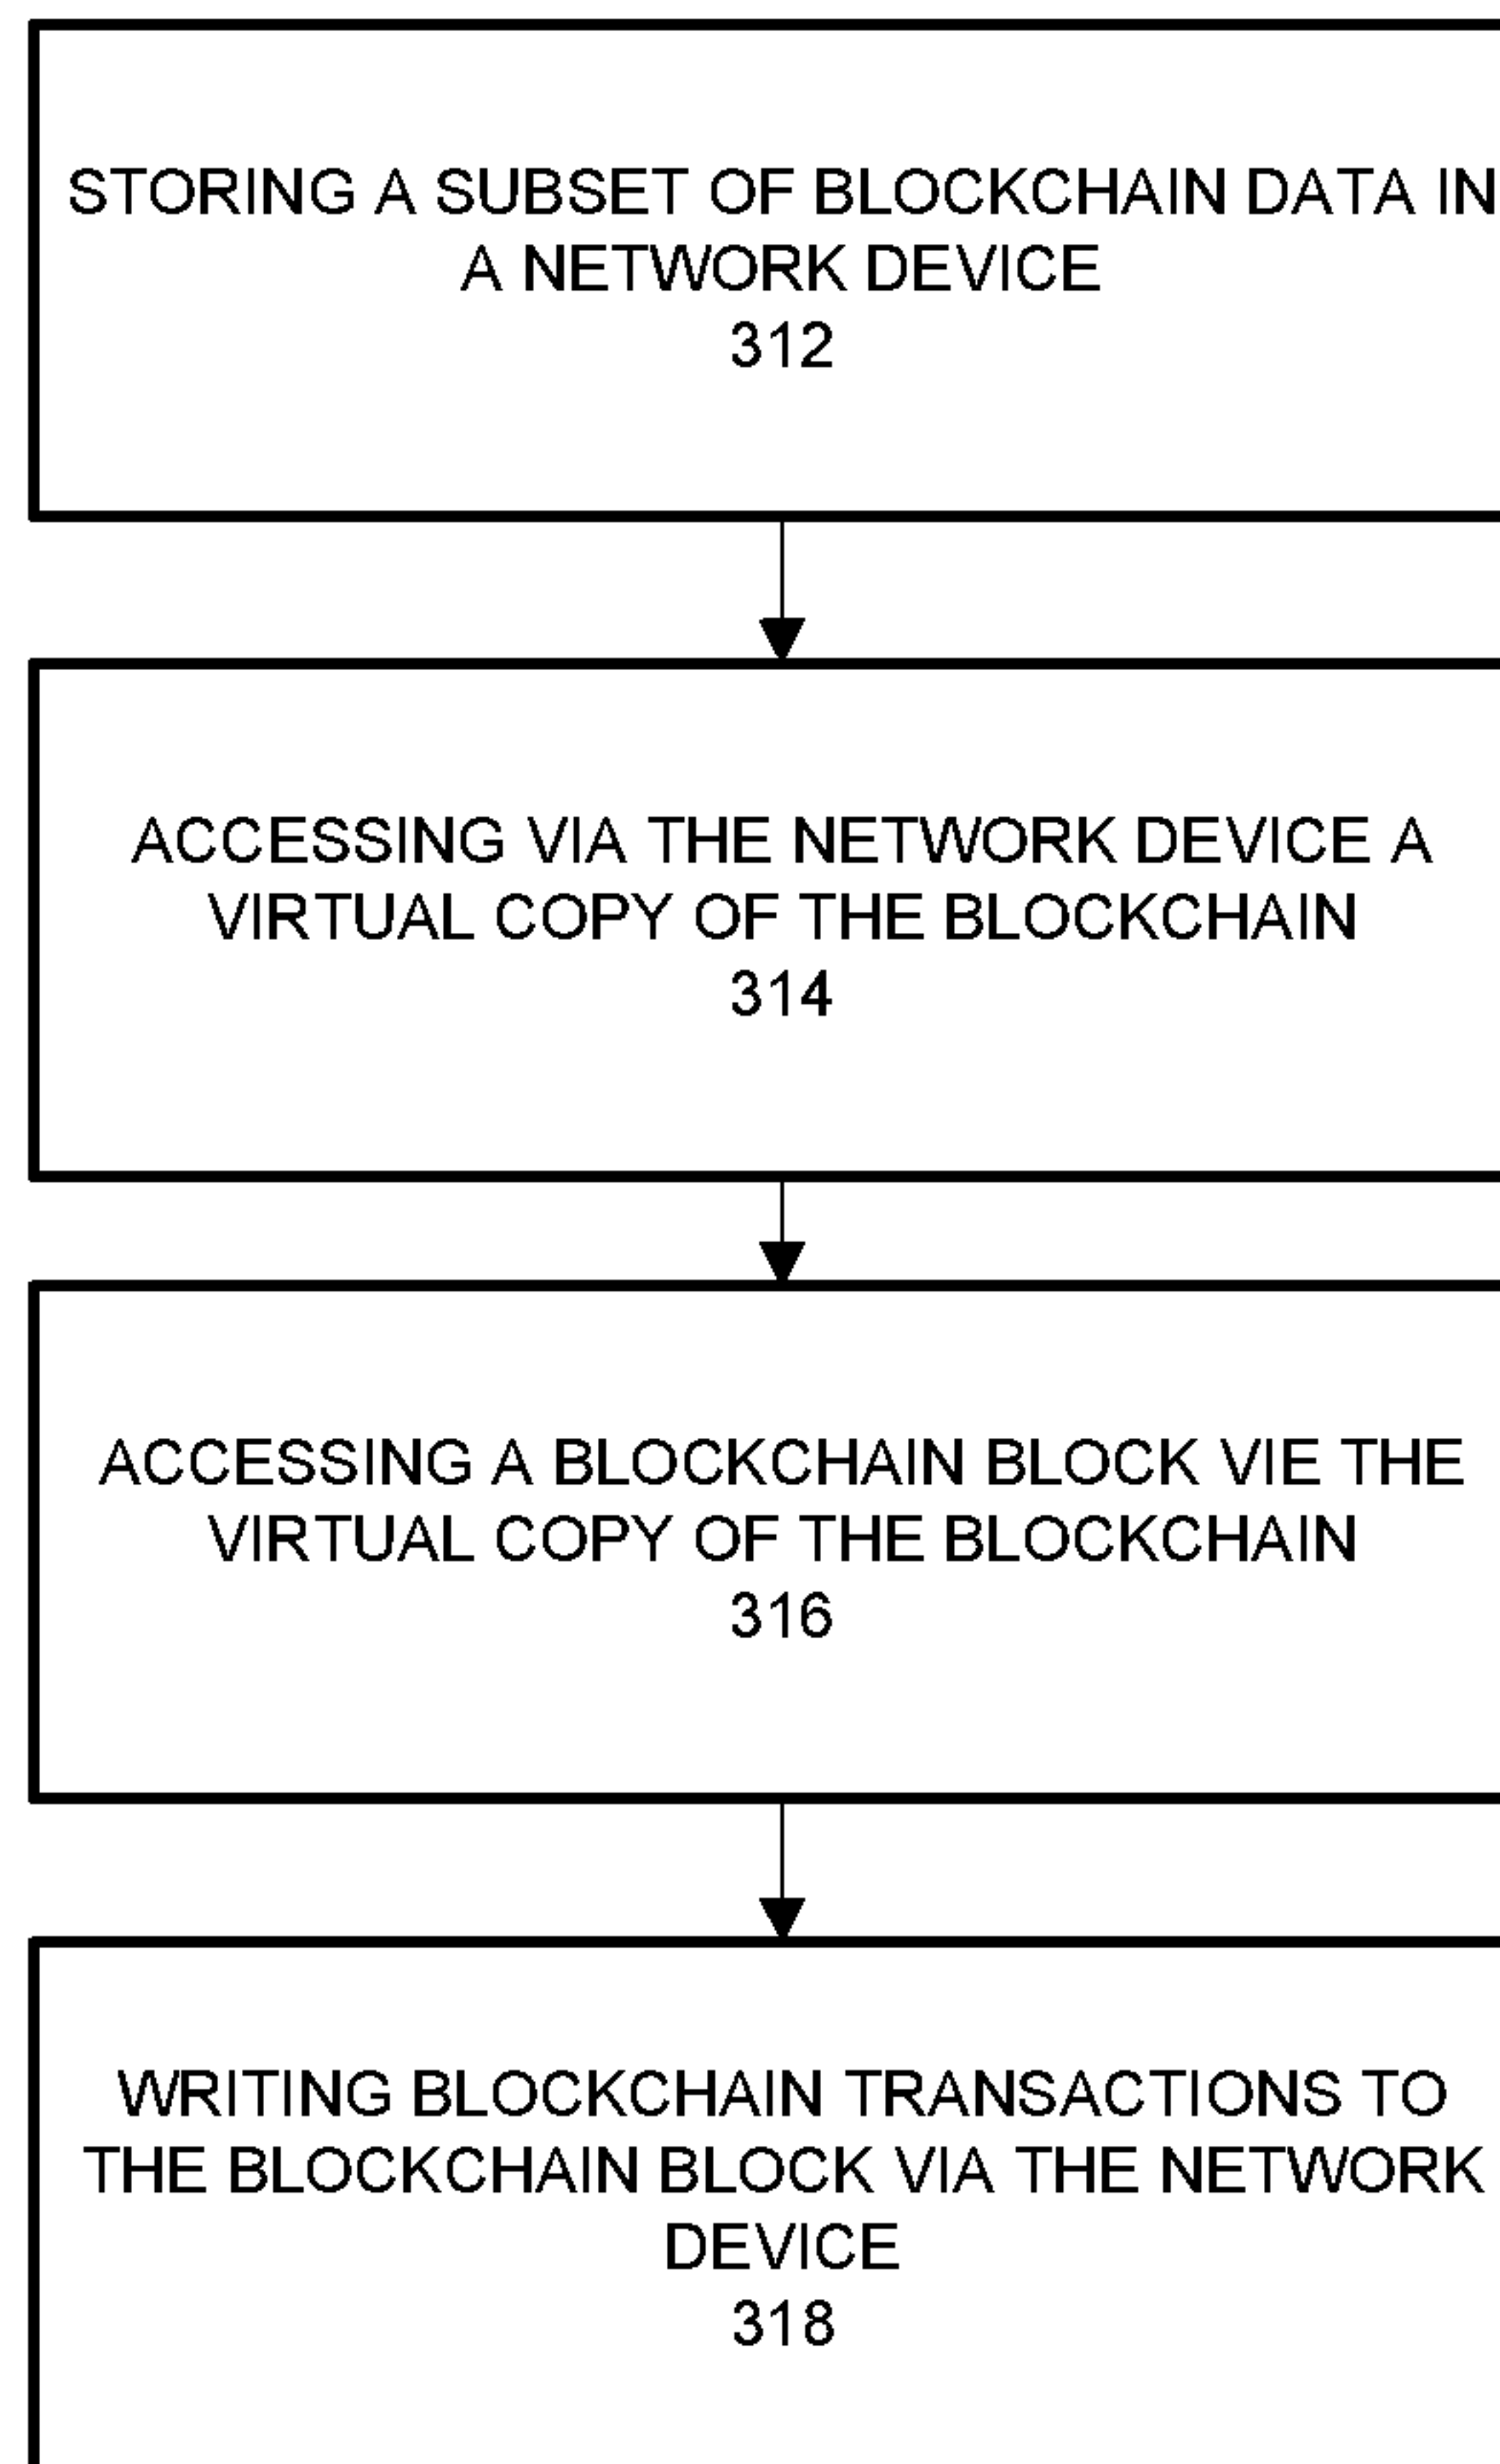 STORING A SUBSET OF BLOCKCHAIN DATA IN
A NETWORK DEVICE
312
ACCESSING VIA THE NETWORK DEVICE A
VIRTUAL COPY OF THE BLOCKCHAIN
314
ACCESSING A BLOCKCHAIN BLOCK VIE THE
VIRTUAL COPY OF THE BLOCKCHAIN
316
WRITING BLOCKCHAIN TRANSACTIONS TO
THE BLOCKCHAIN BLOCK VIA THE NETWORK
DEVICE
318